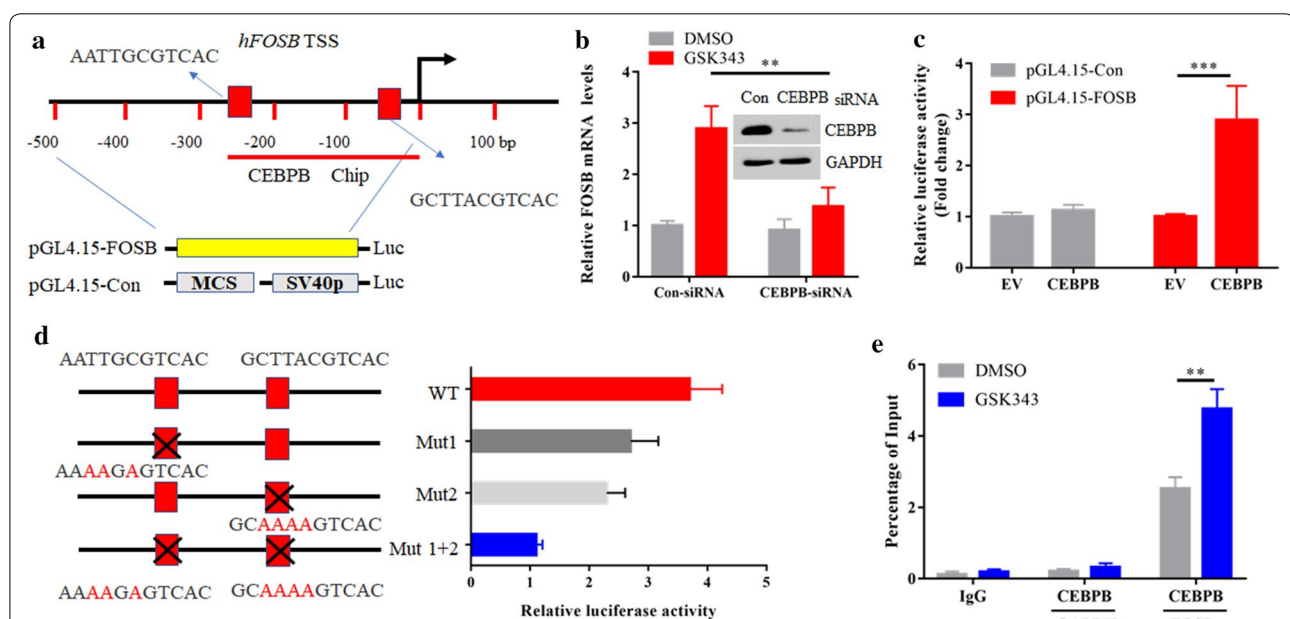 a
hFOSB TSS
AATTGCGTCAC
-500 -400 -300 -200 -100 100 bp
CEBPB Chip
GCTTACGTCAC
pGL4.15-FOSB Luc
pGL4.15-Con MCS SV40p Luc
b
DMSO
GSK343
**
Relative FOSB mRNA levels
4
3
2
1
0
Con CEBPB siRNA
CEBPB
GAPDH
Con-siRNA CEBPB-siRNA
c
pGL4.15-Con
pGL4.15-FOSB
***
Relative luciferase activity
(Fold change)
4
3
2
1
0
EV CEBPB EV CEBPB
d
AATTGCGTCAC GCTTACGTCAC
AAAAGAGTCAC
GCAAAAGTCAC
AAAAGAGTCAC GCAAAAGTCAC
WT
Mut1
Mut2
Mut 1+2
0 1 2 3 4 5
Relative luciferase activity
e
DMSO
GSK343
**
Percentage of Input
6
4
2
0
IgG CEBPB CEBPB